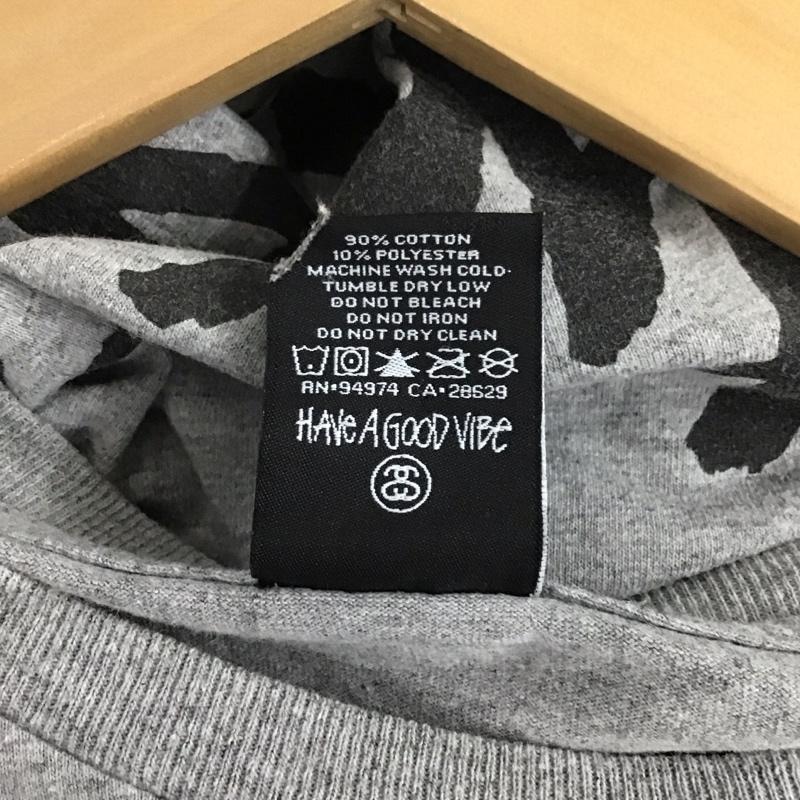 90% COTTON
10% POLYESTER
MACHINE WASH COLD·
TUMBLE DRY LOW
DO NOT BLEACH
DO NOT IRON
DO NOT DRY CLEAN
RN·94974 CA·28629
HAVE A GOOD VIBE